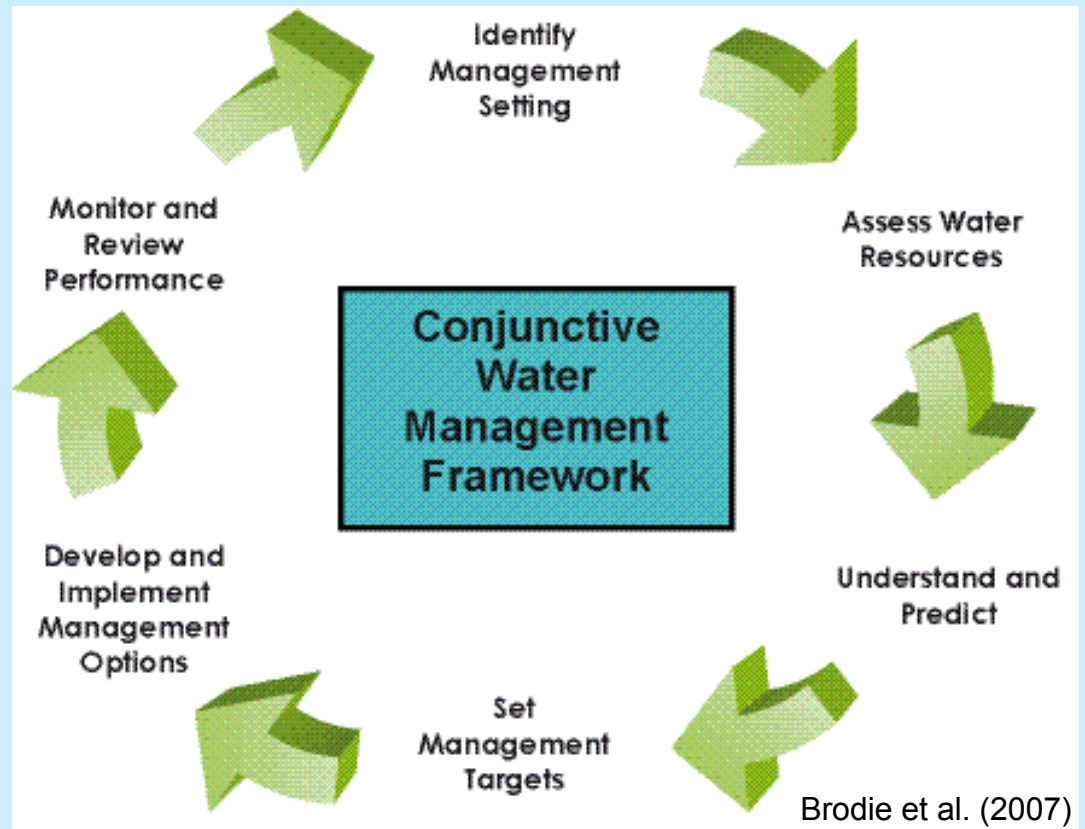 Identify
Management
Setting
Assess Water
Resources
Understand and
Predict
Set
Management
Targets
Develop and
Implement
Management
Options
Monitor and
Review
Performance
Conjunctive
Water
Management
Framework
Brodie et al. (2007)